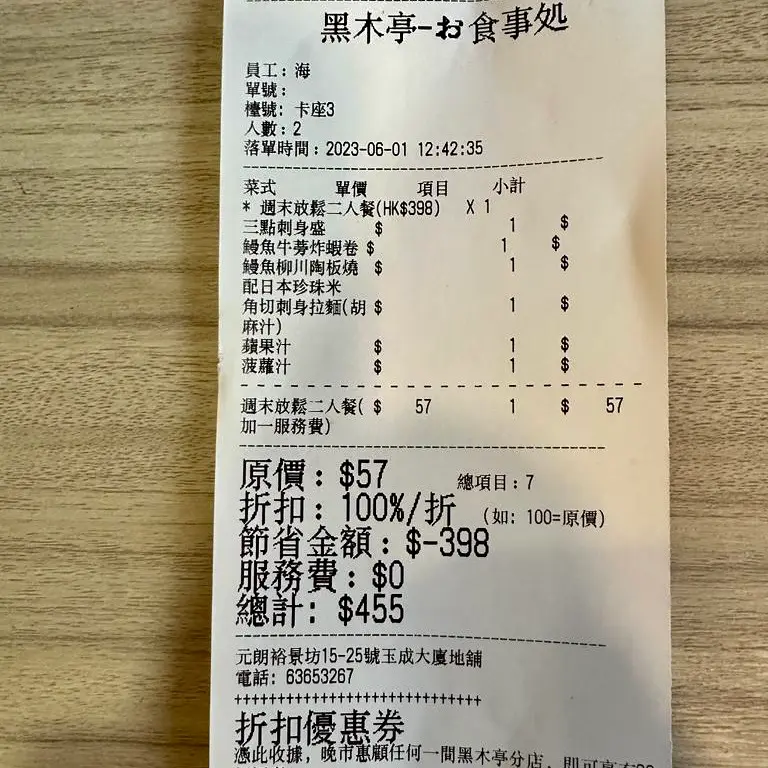 黑木亭-お食事処
員工: 海
單號:
檯號: 卡座3
人數: 2
落單時間: 2023-06-01 12:42:35
菜式 單價 項目 小計
* 週末放鬆二人餐(HK$398) X 1
三點刺身盛 $ 1 $
鰻魚牛蒡炸蝦卷 $ 1 $
鰻魚柳川陶板燒 $ 1 $
配日本珍珠米
角切刺身拉麵(胡 $ 1 $
麻汁)
蘋果汁 $ 1 $
菠蘿汁 $ 1 $
週末放鬆二人餐( $ 57 1 $ 57
加一服務費)
原價: $57 總項目: 7
折扣: 100%/折 (如: 100=原價)
節省金額: $-398
服務費: $0
總計: $455
元朗裕景坊15-25號玉成大廈地舖
電話: 63653267
++++++++++++++++++++++++++++
折扣優惠券
憑此收據, 晚市惠顧任何一間黑木亭分店, 即可享有